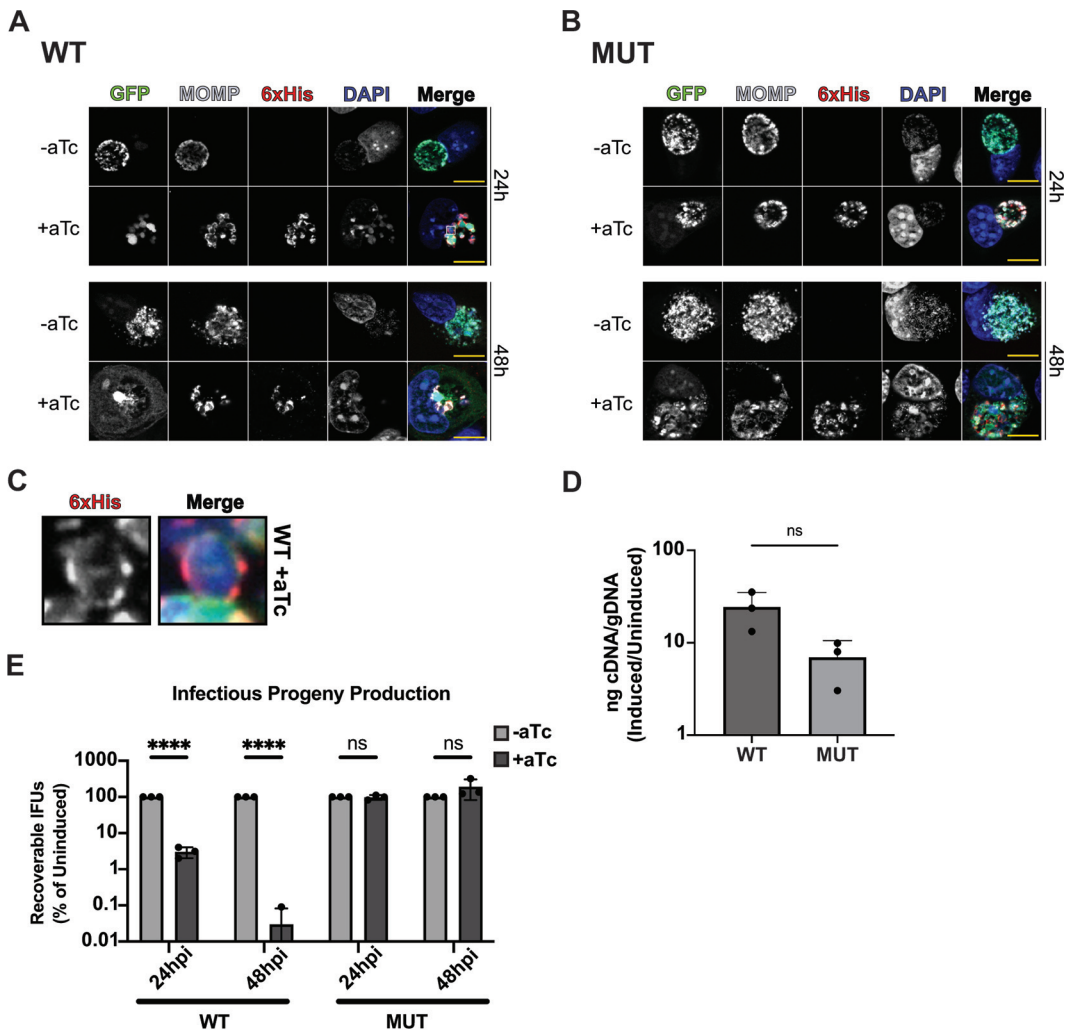 A
WT
GFP MOMP 6xHis DAPI Merge
-aTc
+aTc
24h
-aTc
+aTc
48h
B
MUT
GFP MOMP 6xHis DAPI Merge
-aTc
+aTc
24h
-aTc
+aTc
48h
C
6xHis Merge
WT +aTc
D
ng cDNA/gDNA
(Induced/Uninduced)
100
10
1
ns
WT MUT
E
Infectious Progeny Production
-aTc
+aTc
**** **** ns ns
Recoverable IFUs
(% of Uninduced)
1000
100
10
1
0.1
0.01
24hpi 48hpi 24hpi 48hpi
WT MUT